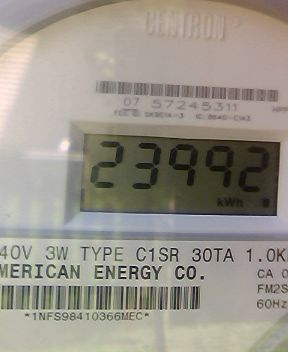 CENTRON
07 57245311
23992
kWh
40V 3W TYPE C1SR 30TA 1.0K
MERICAN ENERGY CO.
CA 0
FM2S
60Hz
*1NFS98410366MEC*